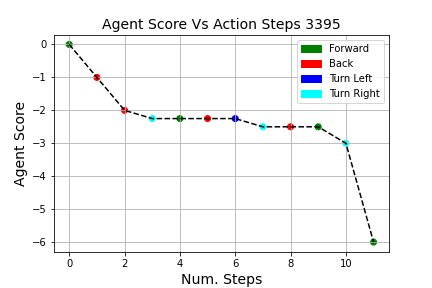 Agent Score Vs Action Steps 3395
Agent Score
0
−1
−2
−3
−4
−5
−6
Forward
Back
Turn Left
Turn Right
0 2 4 6 8 10
Num. Steps